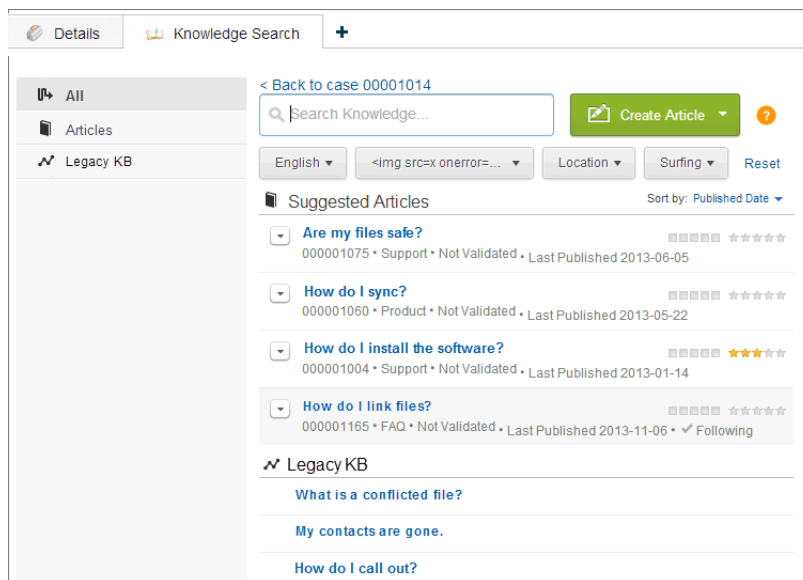 Details
Knowledge Search
+
All
Articles
Legacy KB
< Back to case 00001014
Search Knowledge...
Create Article
?
English
<img src=x onerror=...
Location
Surfing
Reset
Suggested Articles
Sort by: Published Date
Are my files safe?
000001075 • Support • Not Validated • Last Published 2013-06-05
How do I sync?
000001060 • Product • Not Validated • Last Published 2013-05-22
How do I install the software?
000001004 • Support • Not Validated • Last Published 2013-01-14
How do I link files?
000001165 • FAQ • Not Validated • Last Published 2013-11-06 • ✔ Following
Legacy KB
What is a conflicted file?
My contacts are gone.
How do I call out?